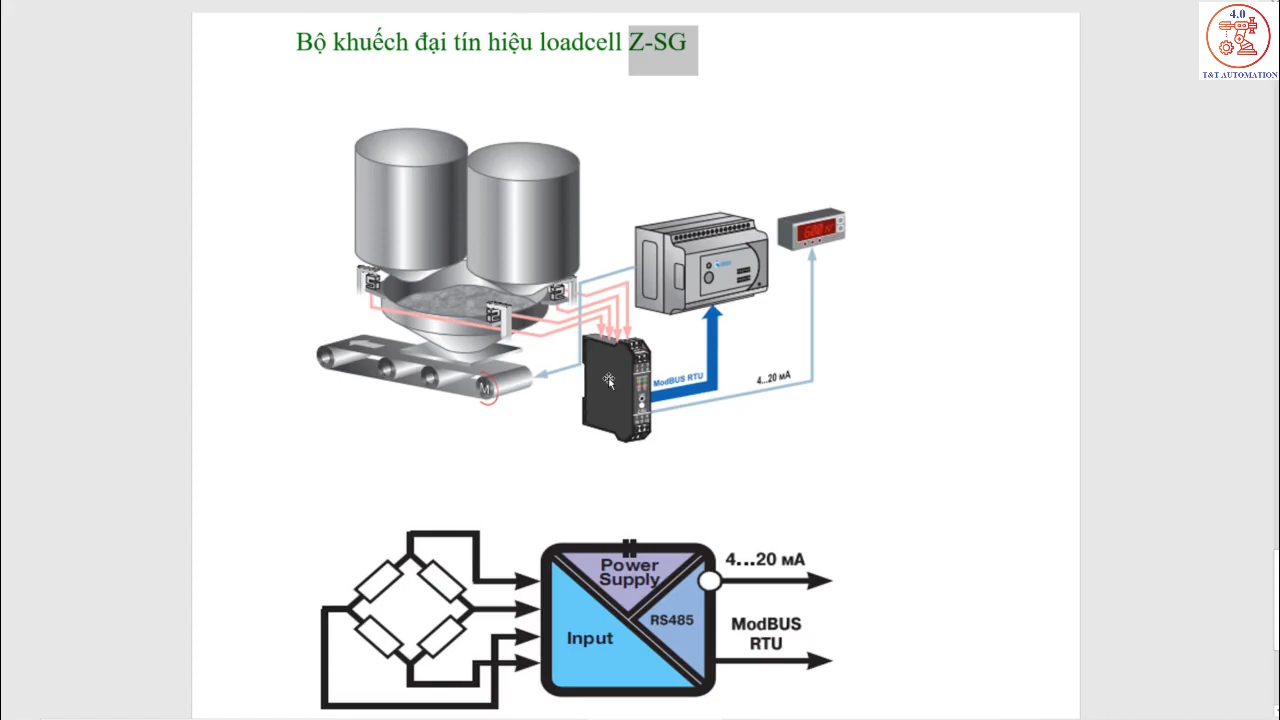 4.0
T&T AUTOMATION
Bộ khuếch đại tín hiệu loadcell Z-SG
ModBUS RTU
4...20 мА
M
Power
Supply
RS485
Input
4...20 мА
ModBUS
RTU